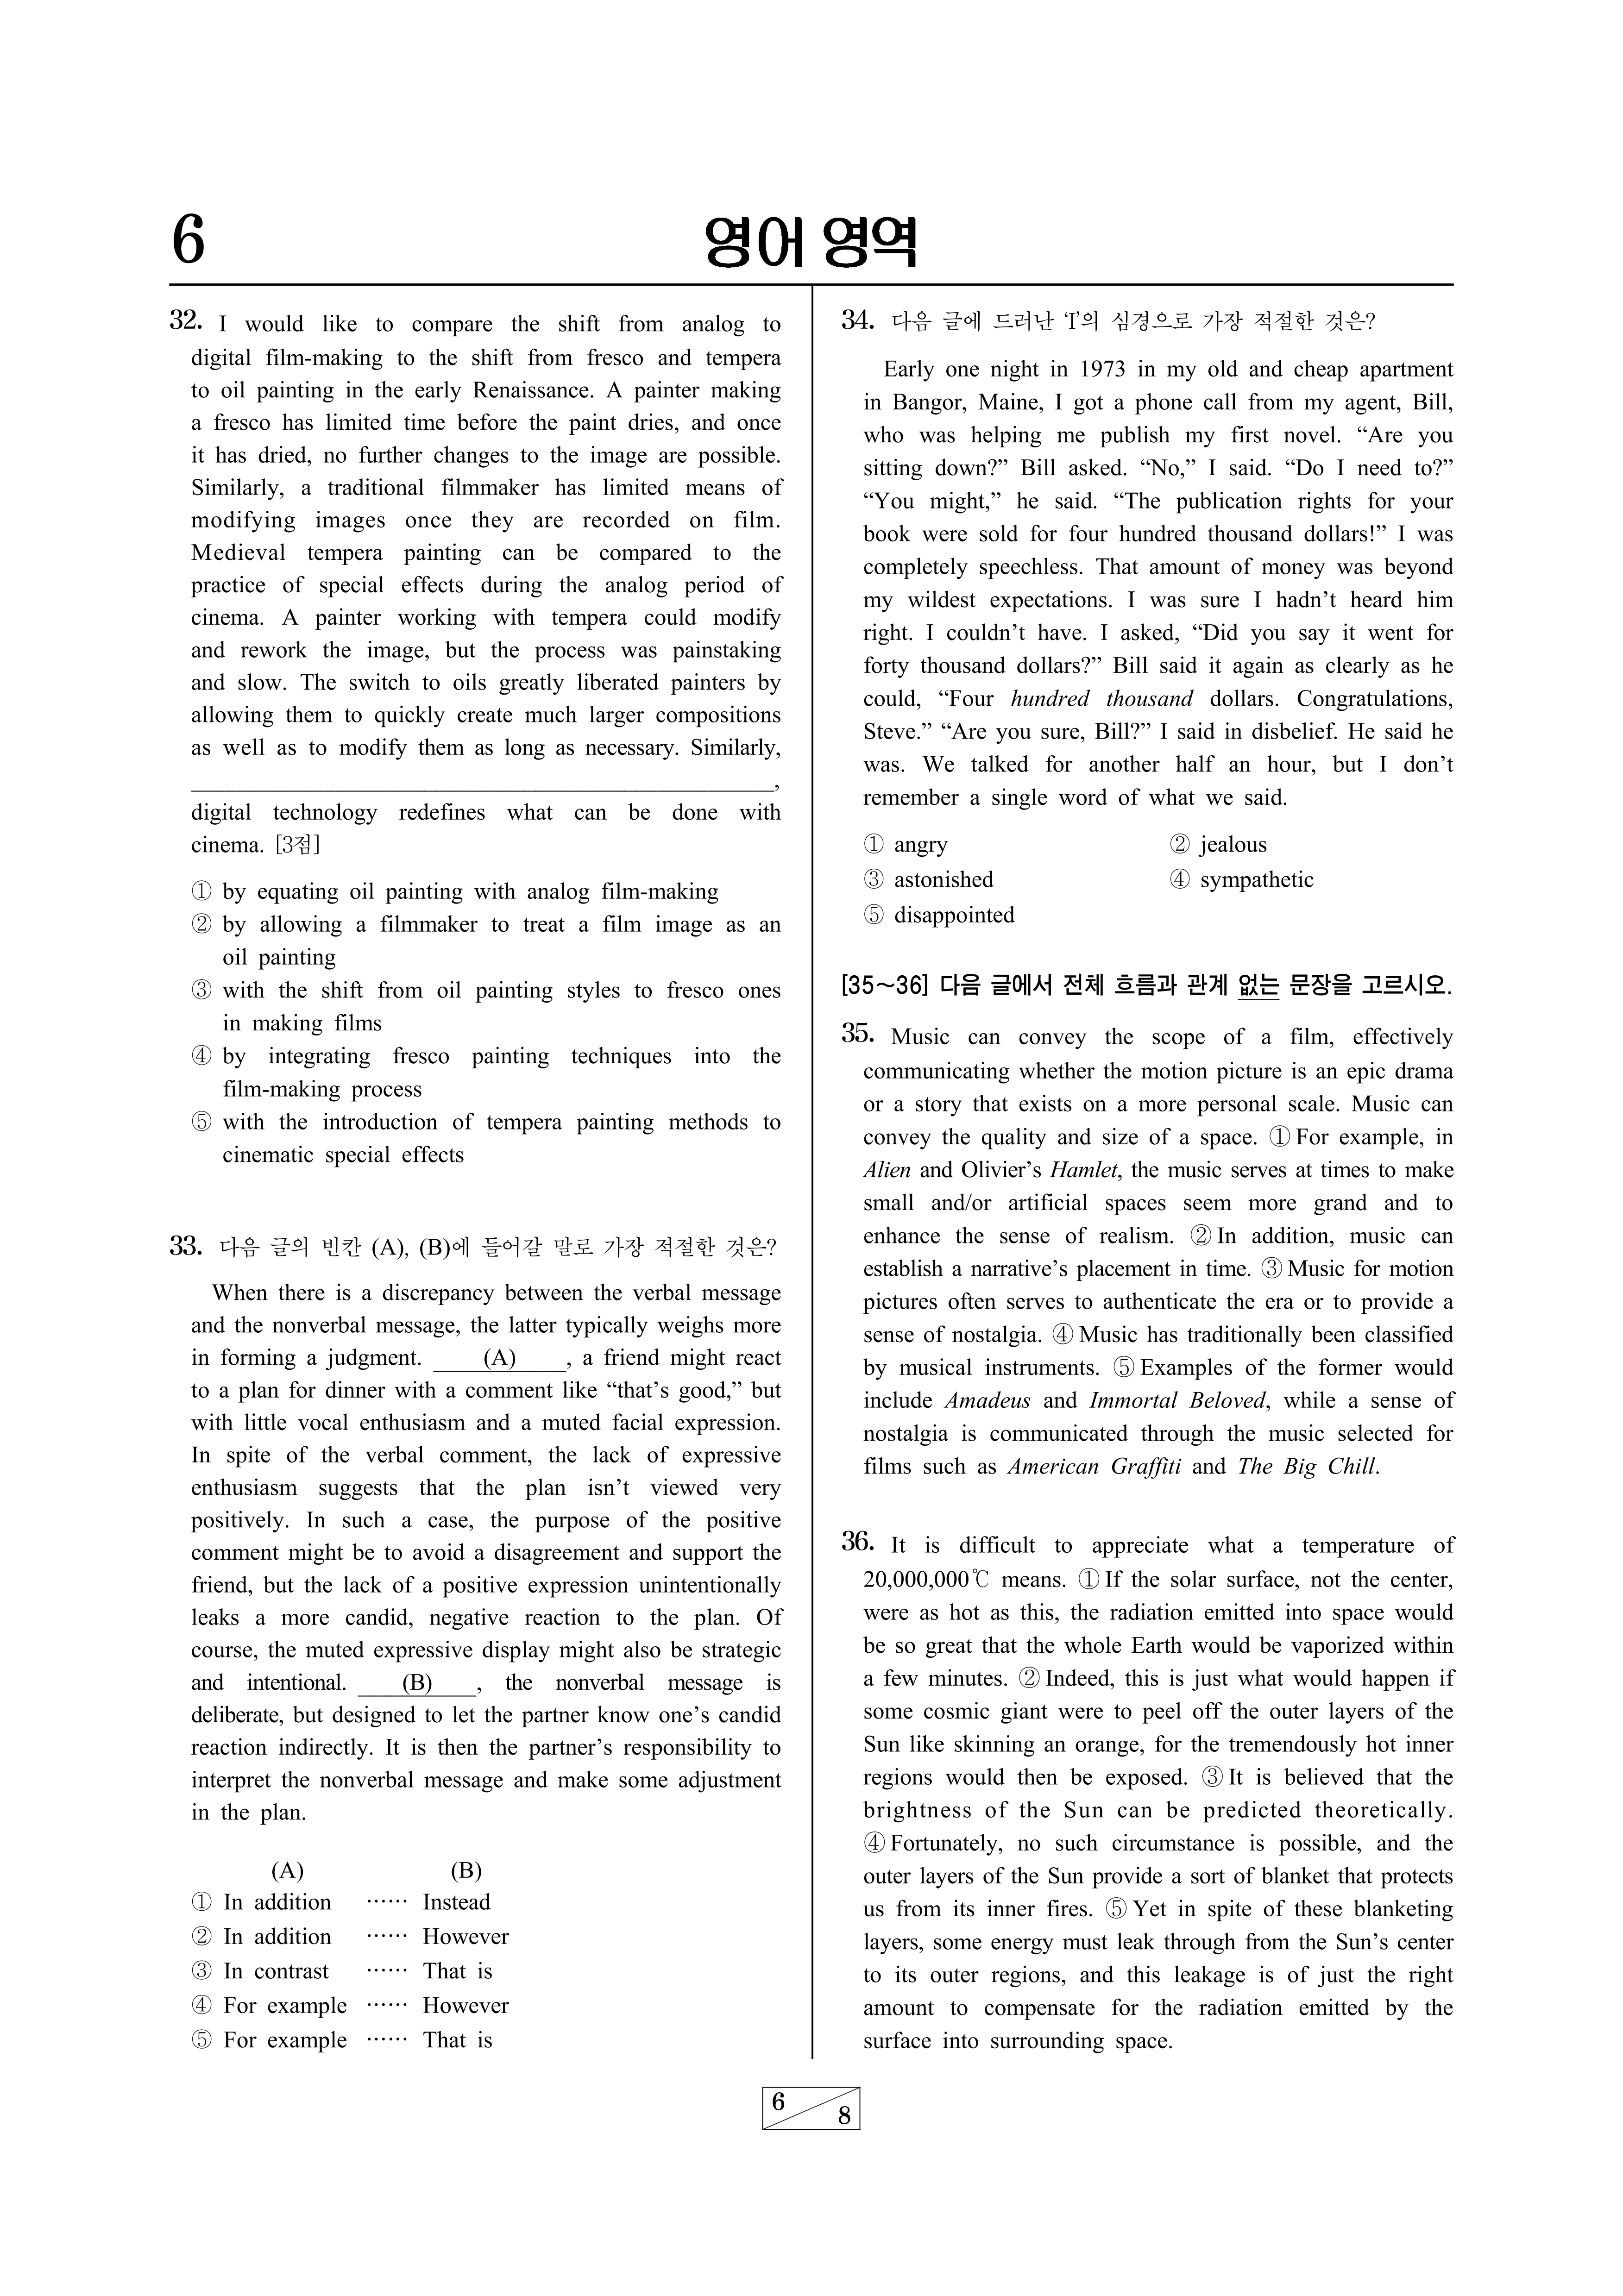 6
영어 영역
32. I would like to compare the shift from analog to
digital film-making to the shift from fresco and tempera
to oil painting in the early Renaissance. A painter making
a fresco has limited time before the paint dries, and once
it has dried, no further changes to the image are possible.
Similarly, a traditional filmmaker has limited means of
modifying images once they are recorded on film.
Medieval tempera painting can be compared to the
practice of special effects during the analog period of
cinema. A painter working with tempera could modify
and rework the image, but the process was painstaking
and slow. The switch to oils greatly liberated painters by
allowing them to quickly create much larger compositions
as well as to modify them as long as necessary. Similarly,
,
digital technology redefines what can be done with
cinema. [3점]
① by equating oil painting with analog film-making
② by allowing a filmmaker to treat a film image as an
oil painting
③ with the shift from oil painting styles to fresco ones
in making films
④ by integrating fresco painting techniques into the
film-making process
⑤ with the introduction of tempera painting methods to
cinematic special effects
33. 다음 글의 빈칸 (A), (B)에 들어갈 말로 가장 적절한 것은?
When there is a discrepancy between the verbal message
and the nonverbal message, the latter typically weighs more
in forming a judgment. (A), a friend might react
to a plan for dinner with a comment like “that’s good,” but
with little vocal enthusiasm and a muted facial expression.
In spite of the verbal comment, the lack of expressive
enthusiasm suggests that the plan isn’t viewed very
positively. In such a case, the purpose of the positive
comment might be to avoid a disagreement and support the
friend, but the lack of a positive expression unintentionally
leaks a more candid, negative reaction to the plan. Of
course, the muted expressive display might also be strategic
and intentional. (B), the nonverbal message is
deliberate, but designed to let the partner know one’s candid
reaction indirectly. It is then the partner’s responsibility to
interpret the nonverbal message and make some adjustment
in the plan.
(A) (B)
① In addition …… Instead
② In addition …… However
③ In contrast …… That is
④ For example …… However
⑤ For example …… That is
34. 다음 글에 드러난 ‘I’의 심경으로 가장 적절한 것은?
Early one night in 1973 in my old and cheap apartment
in Bangor, Maine, I got a phone call from my agent, Bill,
who was helping me publish my first novel. “Are you
sitting down?” Bill asked. “No,” I said. “Do I need to?”
“You might,” he said. “The publication rights for your
book were sold for four hundred thousand dollars!” I was
completely speechless. That amount of money was beyond
my wildest expectations. I was sure I hadn’t heard him
right. I couldn’t have. I asked, “Did you say it went for
forty thousand dollars?” Bill said it again as clearly as he
could, “Four hundred thousand dollars. Congratulations,
Steve.” “Are you sure, Bill?” I said in disbelief. He said he
was. We talked for another half an hour, but I don’t
remember a single word of what we said.
① angry ② jealous
③ astonished ④ sympathetic
⑤ disappointed
[35~36] 다음 글에서 전체 흐름과 관계 없는 문장을 고르시오.
35. Music can convey the scope of a film, effectively
communicating whether the motion picture is an epic drama
or a story that exists on a more personal scale. Music can
convey the quality and size of a space. ① For example, in
Alien and Olivier’s Hamlet, the music serves at times to make
small and/or artificial spaces seem more grand and to
enhance the sense of realism. ② In addition, music can
establish a narrative’s placement in time. ③ Music for motion
pictures often serves to authenticate the era or to provide a
sense of nostalgia. ④ Music has traditionally been classified
by musical instruments. ⑤ Examples of the former would
include Amadeus and Immortal Beloved, while a sense of
nostalgia is communicated through the music selected for
films such as American Graffiti and The Big Chill.
36. It is difficult to appreciate what a temperature of
20,000,000℃ means. ① If the solar surface, not the center,
were as hot as this, the radiation emitted into space would
be so great that the whole Earth would be vaporized within
a few minutes. ② Indeed, this is just what would happen if
some cosmic giant were to peel off the outer layers of the
Sun like skinning an orange, for the tremendously hot inner
regions would then be exposed. ③ It is believed that the
brightness of the Sun can be predicted theoretically.
④ Fortunately, no such circumstance is possible, and the
outer layers of the Sun provide a sort of blanket that protects
us from its inner fires. ⑤ Yet in spite of these blanketing
layers, some energy must leak through from the Sun’s center
to its outer regions, and this leakage is of just the right
amount to compensate for the radiation emitted by the
surface into surrounding space.
6
8